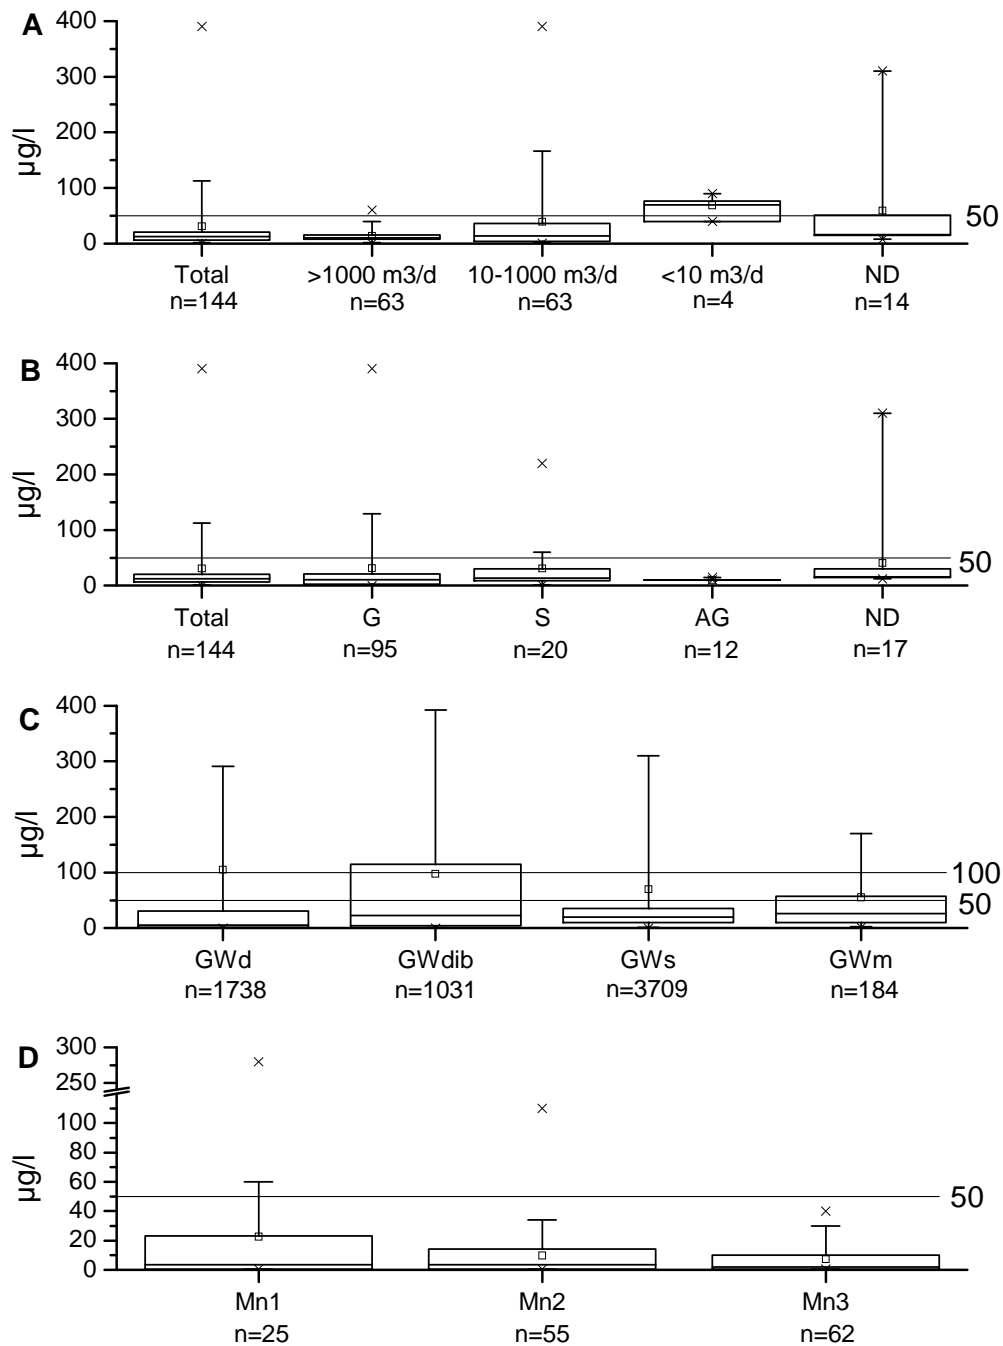 A
400
300
200
100
0
µg/l
50
Total
>1000 m3/d
10-1000 m3/d
<10 m3/d
ND
n=144
n=63
n=63
n=4
n=14
B
400
300
200
100
0
µg/l
50
Total
G
S
AG
ND
n=144
n=95
n=20
n=12
n=17
C
400
300
200
100
0
µg/l
100
50
GWd
GWdib
GWs
GWm
n=1738
n=1031
n=3709
n=184
D
300
250
100
80
60
40
20
0
µg/l
50
Mn1
Mn2
Mn3
n=25
n=55
n=62